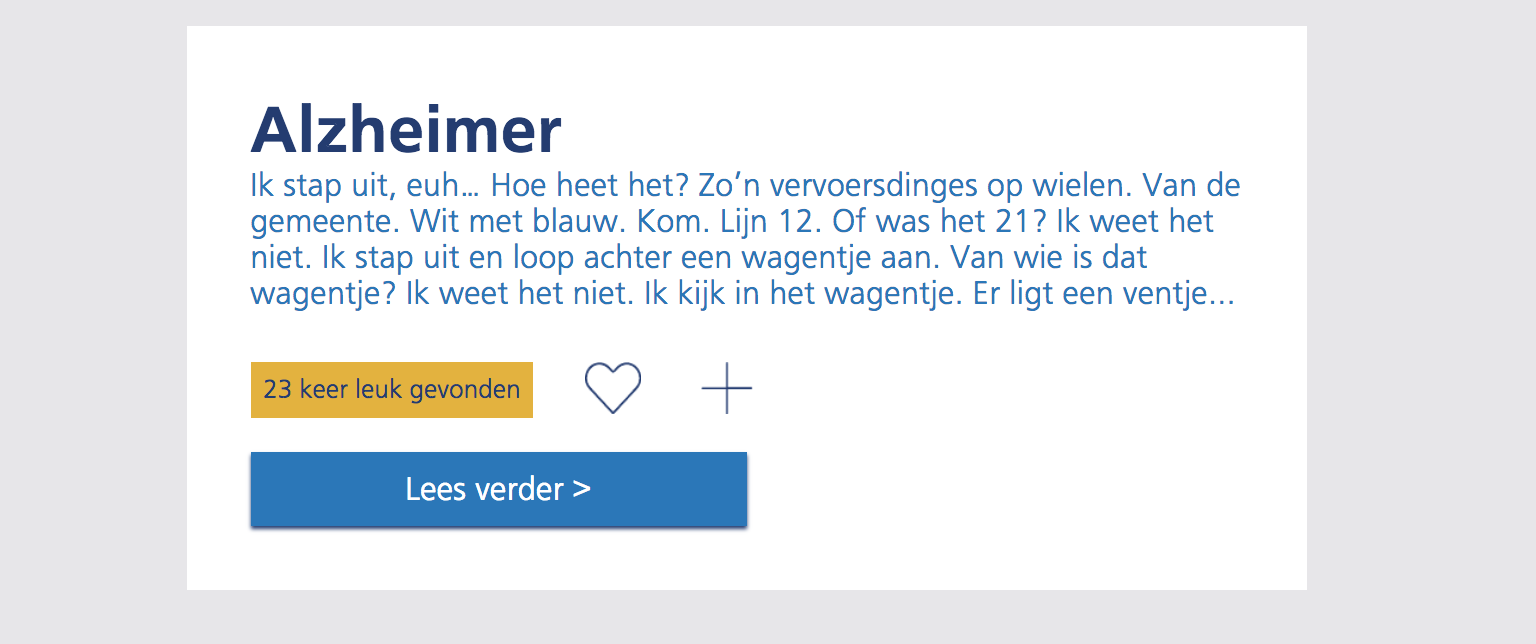 Alzheimer
Ik stap uit, euh... Hoe heet het? Zo’n vervoersdinges op wielen. Van de
gemeente. Wit met blauw. Kom. Lijn 12. Of was het 21? Ik weet het
niet. Ik stap uit en loop achter een wagentje aan. Van wie is dat
wagentje? Ik weet het niet. Ik kijk in het wagentje. Er ligt een ventje...
23 keer leuk gevonden
Lees verder >